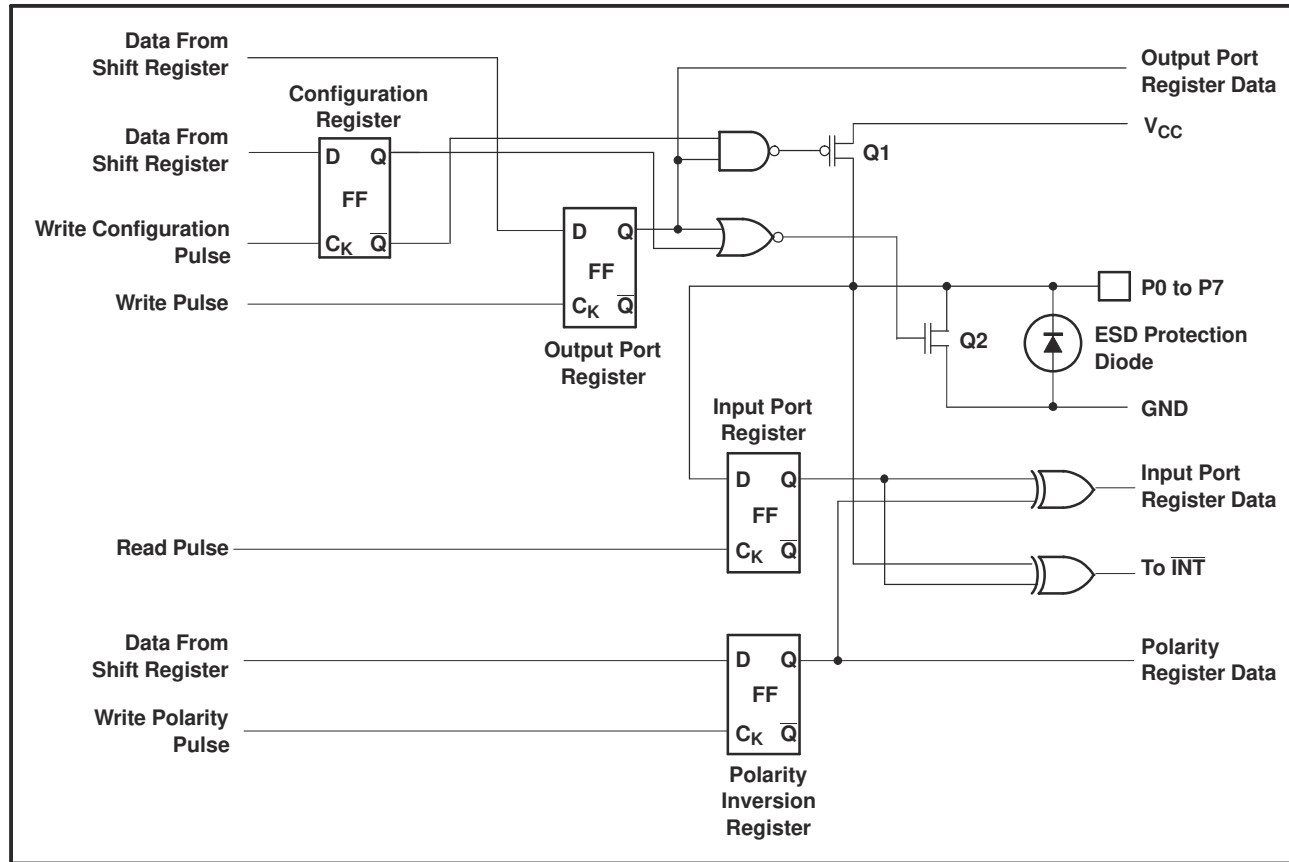 Data From
Shift Register
Configuration
Register
Data From
Shift Register
D Q
FF
Write Configuration
Pulse
CK Q̅
Write Pulse
D Q
FF
CK Q̅
Output Port
Register
Output Port
Register Data
VCC
Q1
P0 to P7
Q2
ESD Protection
Diode
GND
Input Port
Register
D Q
FF
Read Pulse
CK Q̅
Input Port
Register Data
To I̅N̅T̅
Data From
Shift Register
D Q
FF
Write Polarity
Pulse
CK Q̅
Polarity
Register Data
Polarity
Inversion
Register